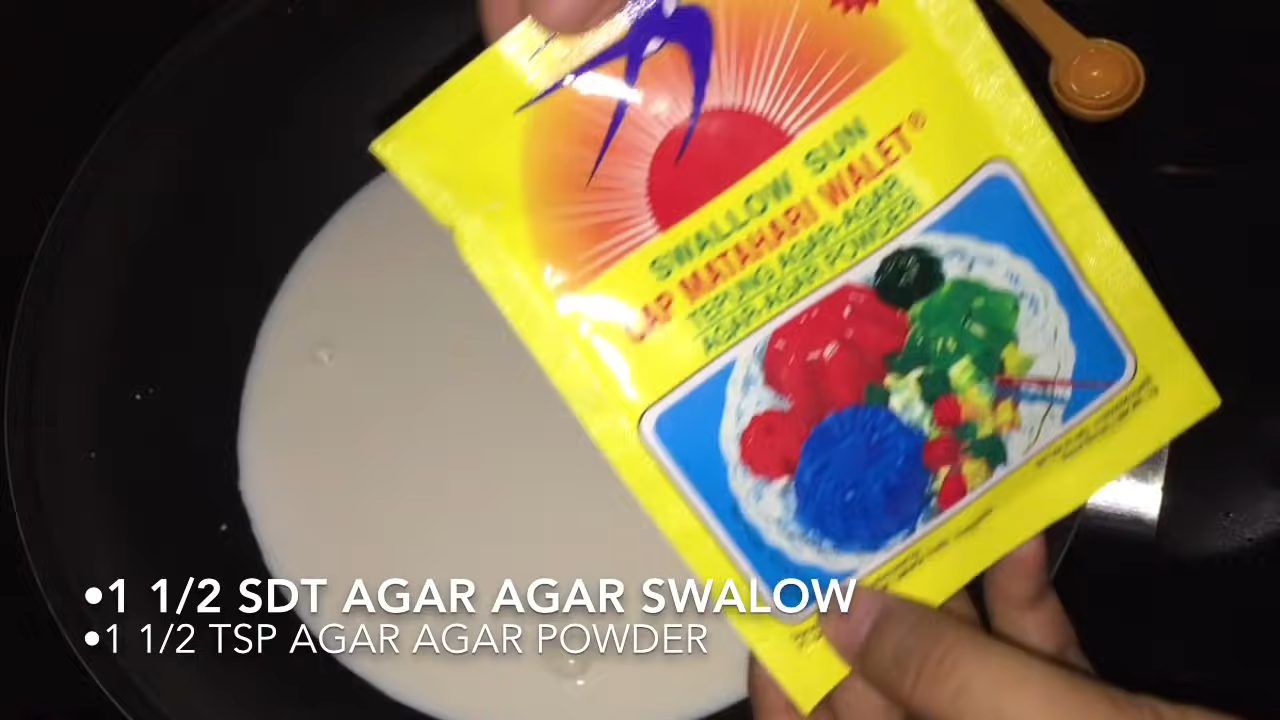 SWALLOW SUN
CAP MATAHARI WALET®
TEPUNG AGAR-AGAR
AGAR-AGAR POWDER
•1 1/2 SDT AGAR AGAR SWALOW
•1 1/2 TSP AGAR AGAR POWDER